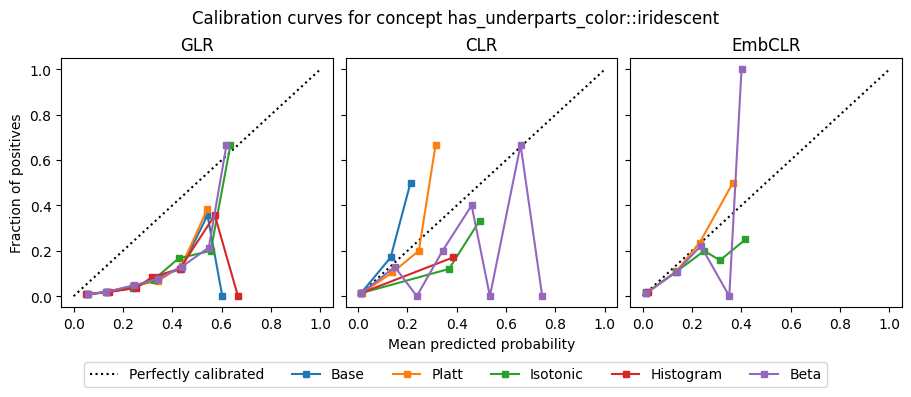 Calibration curves for concept has_underparts_color::iridescent
GLR
CLR
EmbCLR
Fraction of positives
1.0
0.8
0.6
0.4
0.2
0.0
0.0 0.2 0.4 0.6 0.8 1.0
0.0 0.2 0.4 0.6 0.8 1.0
0.0 0.2 0.4 0.6 0.8 1.0
Mean predicted probability
Perfectly calibrated Base Platt Isotonic Histogram Beta